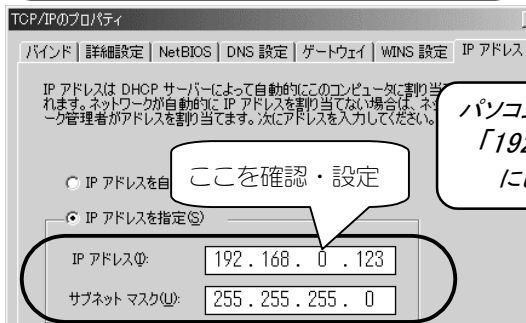 TCP/IPのプロパティ
バインド 詳細設定 NetBIOS DNS 設定 ゲートウェイ WINS 設定 IP アドレス
IP アドレスは DHCP サーバーによって自動的にこのコンピュータに割り当
れます。ネットワークが自動的に IP アドレスを割り当てない場合は、ネッ
ーク管理者がアドレスを割り当てます。次にアドレスを入力してください。
パソコン
「192
に
IP アドレスを自
ここを確認・設定
IP アドレスを指定(S)
IP アドレス(I): 192.168. 0 .123
サブネット マスク(U): 255.255.255. 0